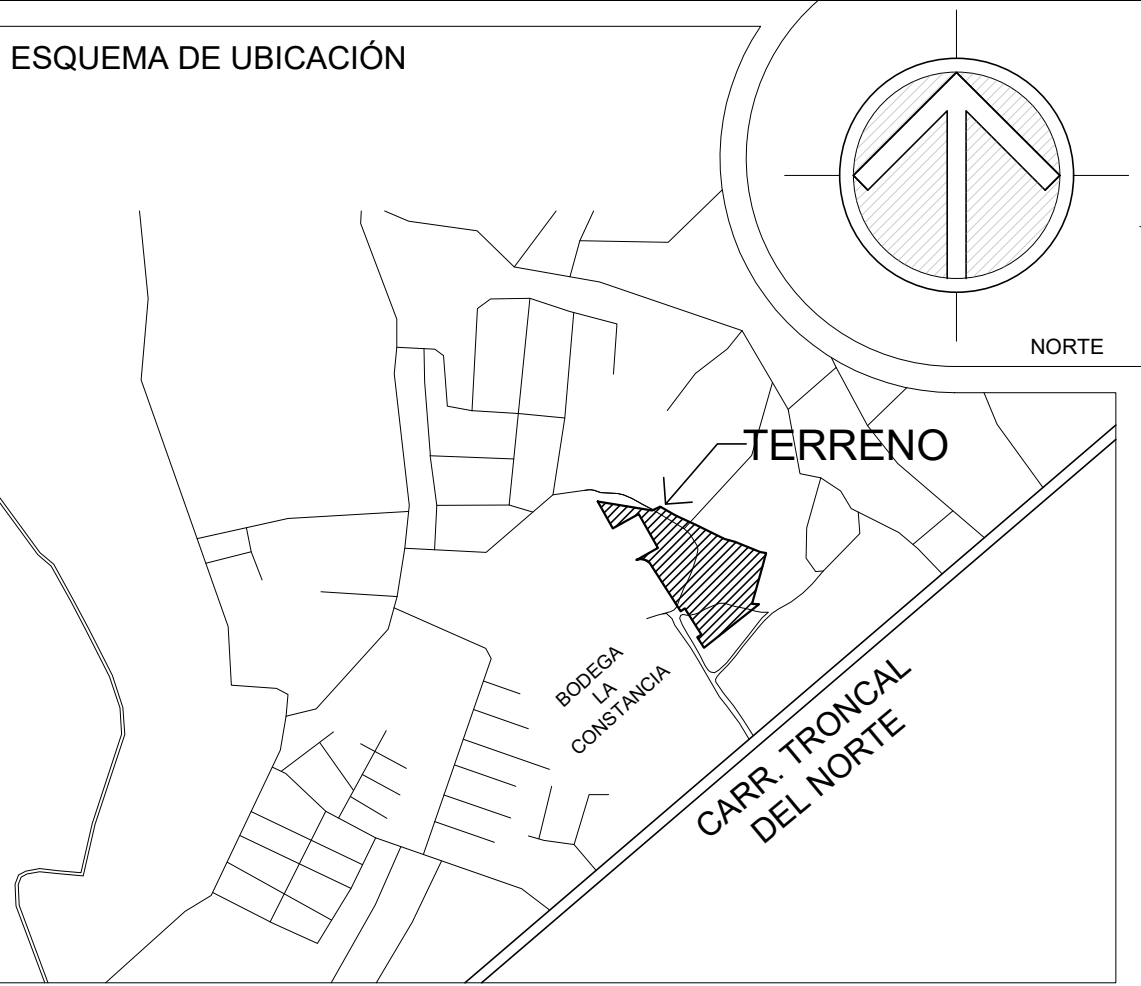 ESQUEMA DE UBICACIÓN
NORTE
TERRENO
BODEGA
LA
CONSTANCIA
CARR. TRONCAL
DEL NORTE